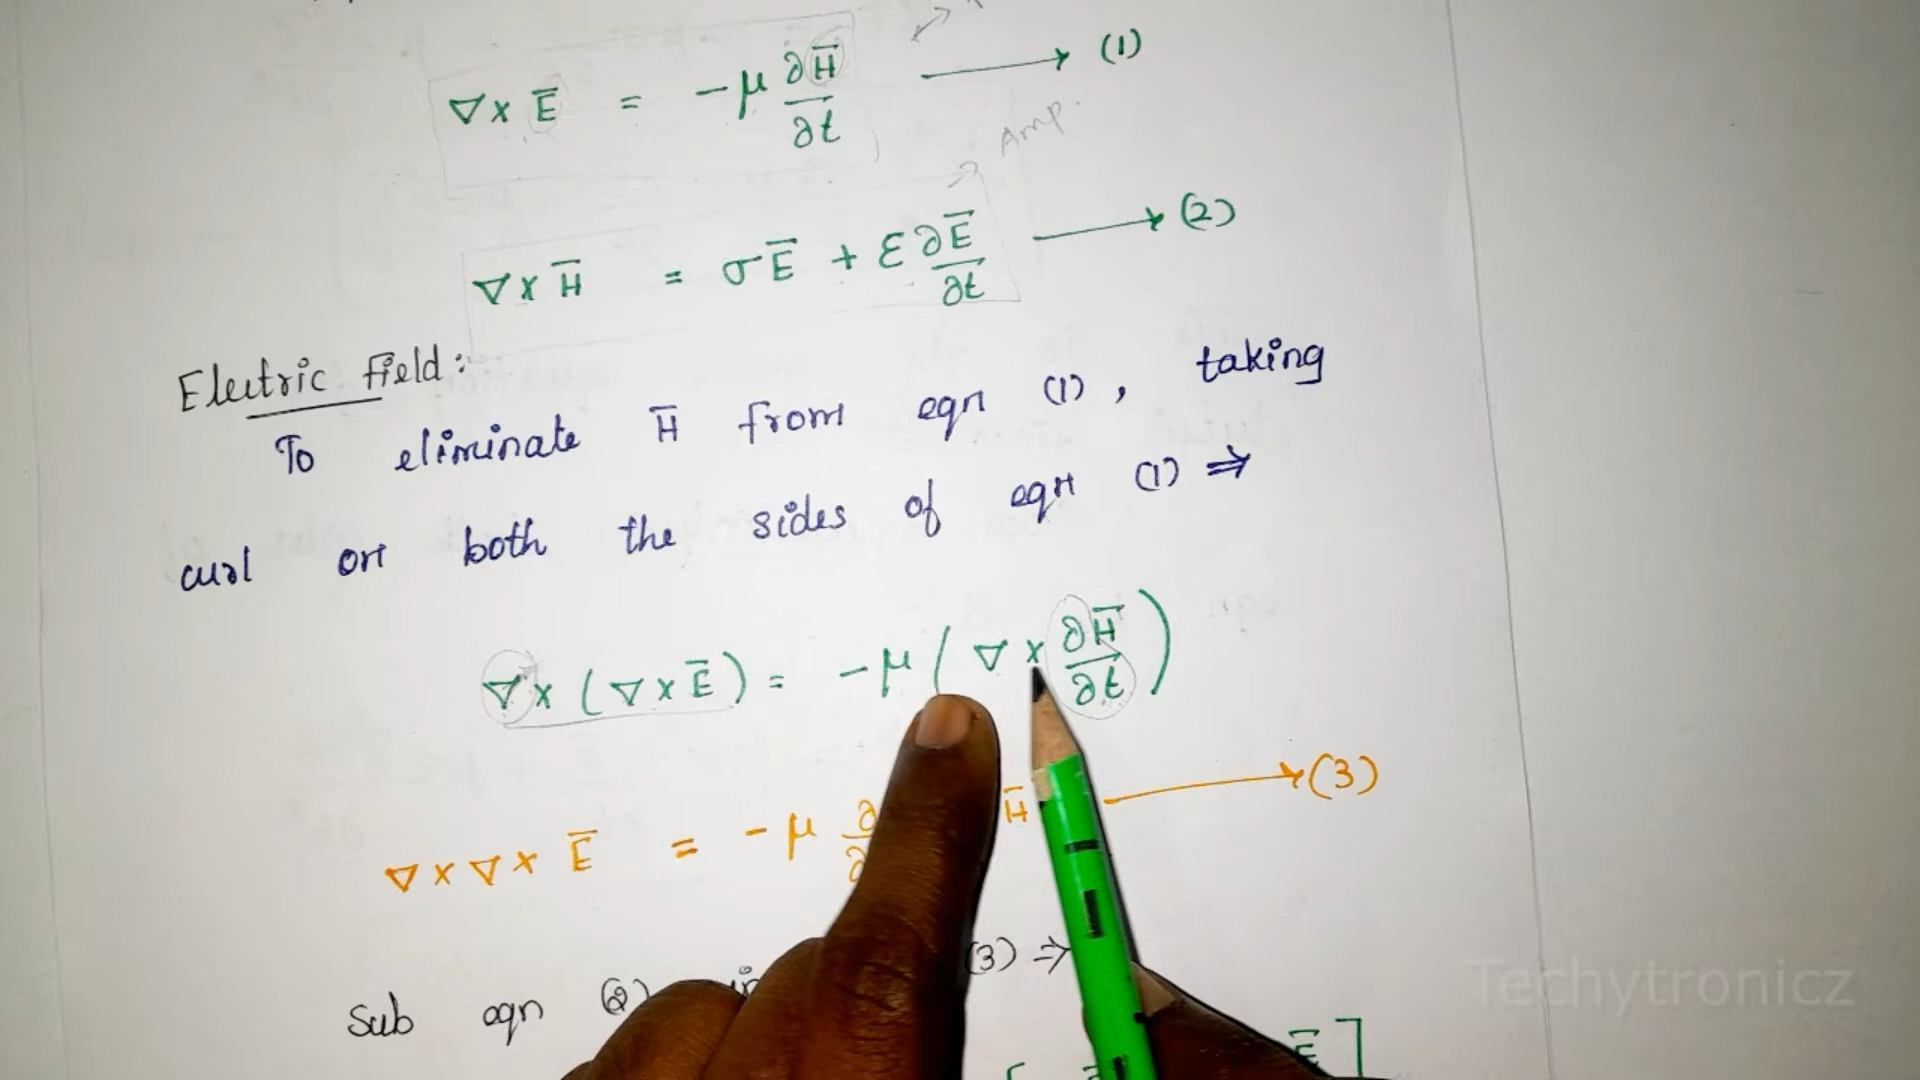 ∇ × E̅ = -μ ∂H̅/∂t → (1)
Amp.
∇ × H̅ = σE̅ + ε ∂E̅/∂t → (2)
Electric Field:
To eliminate H̅ from eqn (1), taking
curl on both the sides of eqn (1) ⇒
∇ × (∇ × E̅) = -μ (∇ × ∂H̅/∂t)
∇ × ∇ × E̅ = -μ ∂ H̅ → (3)
Sub eqn (2) in (3) ⇒
E̅ ]
Techytronicz